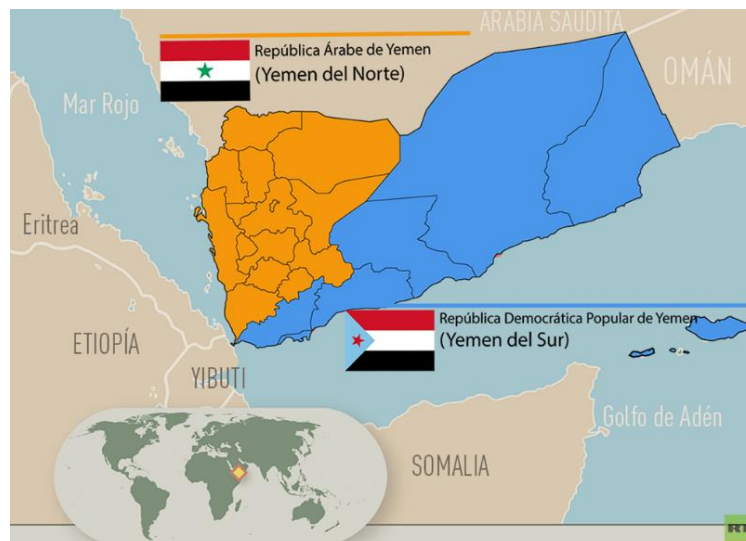 ARABIA SAUDITA
República Árabe de Yemen
(Yemen del Norte)
OMÁN
Mar Rojo
Eritrea
República Democrática Popular de Yemen
(Yemen del Sur)
ETIOPÍA
YIBUTI
Golfo de Adén
SOMALIA
RT